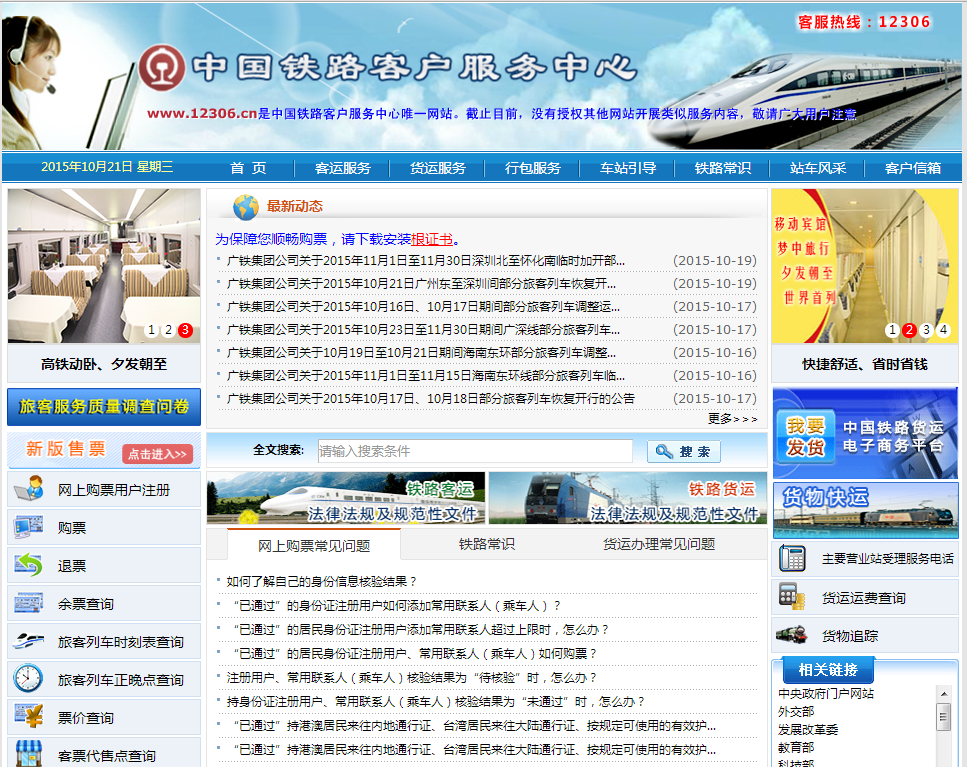 客服热线：12306
中国铁路客户服务中心
www.12306.cn是中国铁路客户服务中心唯一网站。截止目前，没有授权其他网站开展类似服务内容，敬请广大用户注意
2015年10月21日 星期三 首 页 客运服务 货运服务 行包服务 车站引导 铁路常识 站车风采 客户信箱
1 2 3
高铁动卧、夕发朝至
旅客服务质量调查问卷
新版售票 点击进入>>
网上购票用户注册
购票
退票
余票查询
旅客列车时刻表查询
旅客列车正晚点查询
票价查询
客票代售点查询
最新动态
为保障您顺畅购票，请下载安装根证书。
广铁集团公司关于2015年11月1日至11月30日深圳北至怀化南临时加开部... (2015-10-19)
广铁集团公司关于2015年10月21日广州东至深圳间部分旅客列车恢复开... (2015-10-19)
广铁集团公司关于2015年10月16日、10月17日期间部分旅客列车调整运... (2015-10-17)
广铁集团公司关于2015年10月23日至11月30日期间广深线部分旅客列车... (2015-10-17)
广铁集团公司关于10月19日至10月21日期间海南东环部分旅客列车调整... (2015-10-16)
广铁集团公司关于2015年11月1日至11月15日海南东环线部分旅客列车临... (2015-10-16)
广铁集团公司关于2015年10月17日、10月18日部分旅客列车恢复开行的公告 (2015-10-17)
更多>>>
全文搜索: 请输入搜索条件 搜 索
铁路客运
法律法规及规范性文件
铁路货运
法律法规及规范性文件
网上购票常见问题 铁路常识 货运办理常见问题
如何了解自己的身份信息核验结果？
“已通过”的身份证注册用户如何添加常用联系人（乘车人）？
“已通过”的居民身份证注册用户添加常用联系人超过上限时，怎么办？
“已通过”的居民身份证注册用户、常用联系人（乘车人）如何购票？
注册用户、常用联系人（乘车人）核验结果为“待核验”时，怎么办？
持身份证注册用户、常用联系人（乘车人）核验结果为“未通过”时，怎么办？
“已通过”持港澳居民来往内地通行证、台湾居民来往大陆通行证、按规定可使用的有效护...
“已通过”持港澳居民来往内地通行证、台湾居民来往大陆通行证、按规定可使用的有效护...
移动宾馆
梦中旅行
夕发朝至
世界首列
1 2 3 4
快捷舒适、省时省钱
我要
发货
中国铁路货运
电子商务平台
货物快运
主要营业站受理服务电话
货运运费查询
货物追踪
相关链接
中央政府门户网站
外交部
发展改革委
教育部
科技部